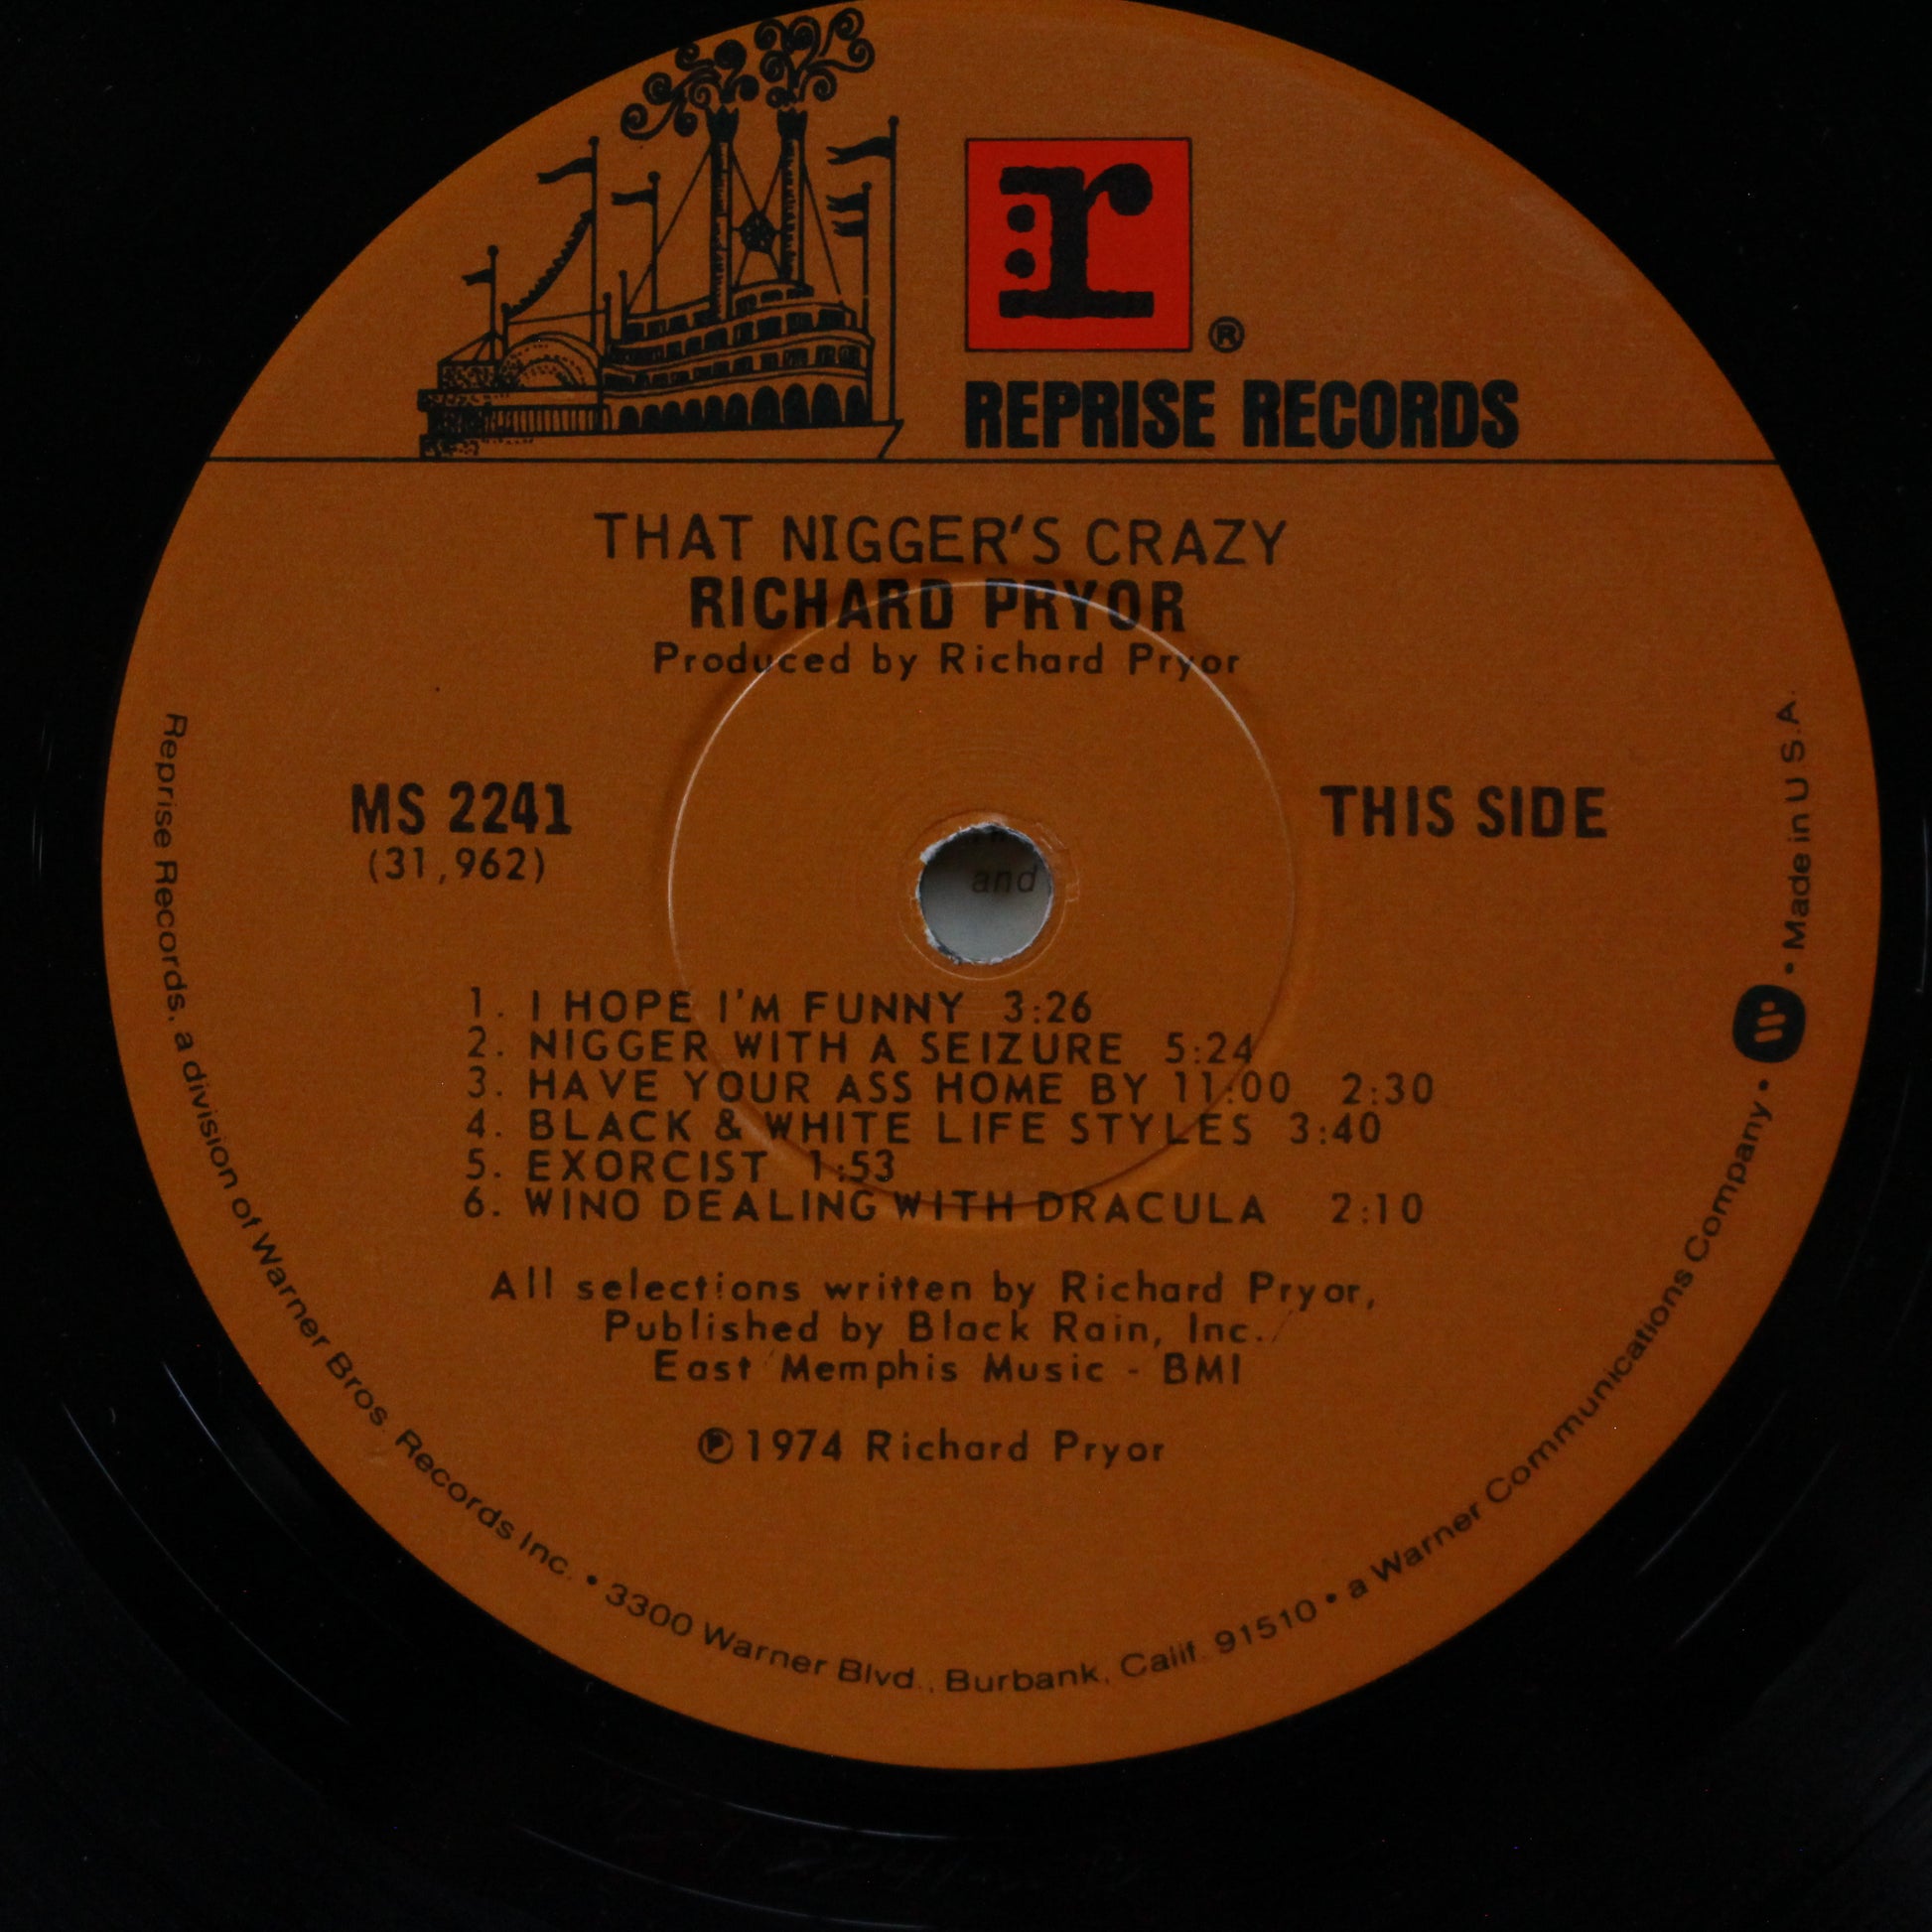 r
®
REPRISE RECORDS
THAT NIGGER'S CRAZY
RICHARD PRYOR
Produced by Richard Pryor
MS 2241
(31,962)
THIS SIDE
and
1. I HOPE I'M FUNNY 3:26
2. NIGGER WITH A SEIZURE 5:24
3. HAVE YOUR ASS HOME BY 11:00 2:30
4. BLACK & WHITE LIFE STYLES 3:40
5. EXORCIST 1:53
6. WINO DEALING WITH DRACULA 2:10
All selections written by Richard Pryor,
Published by Black Rain, Inc./
East Memphis Music - BMI
℗1974 Richard Pryor
Reprise Records, a division of Warner Bros. Records Inc. • 3300 Warner Blvd., Burbank, Calif. 91510 • a Warner Communications Company • W • Made in U.S.A.